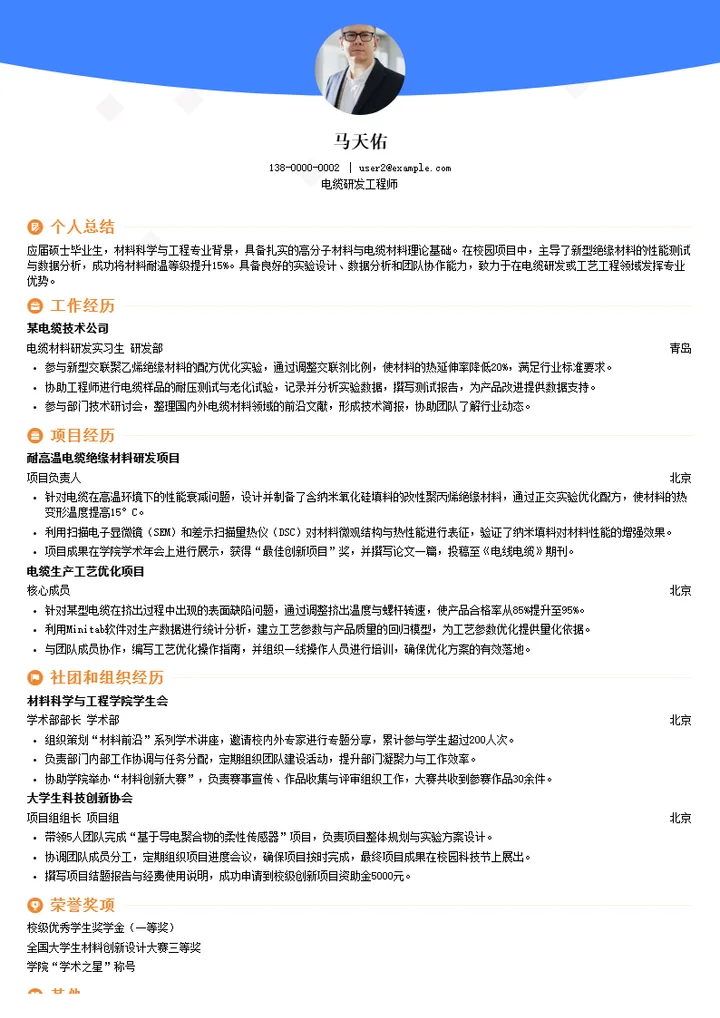 马天佑
138-0000-0002 | user2@example.com
电缆研发工程师
个人总结
应届硕士毕业生，材料科学与工程专业背景，具备扎实的高分子材料与电缆材料理论基础。在校园项目中，主导了新型绝缘材料的性能测试
与数据分析，成功将材料耐温等级提升15%。具备良好的实验设计、数据分析和团队协作能力，致力于在电缆研发或工艺工程领域发挥专业
优势。
工作经历
某电缆技术公司
电缆材料研发实习生 研发部 青岛
• 参与新型交联聚乙烯绝缘材料的配方优化实验，通过调整交联剂比例，使材料的热延伸率降低20%，满足行业标准要求。
• 协助工程师进行电缆样品的耐压测试与老化试验，记录并分析实验数据，撰写测试报告，为产品改进提供数据支持。
• 参与部门技术研讨会，整理国内外电缆材料领域的前沿文献，形成技术简报，协助团队了解行业动态。
项目经历
耐高温电缆绝缘材料研发项目
项目负责人 北京
• 针对电缆在高温环境下的性能衰减问题，设计并制备了含纳米氧化硅填料的改性聚丙烯绝缘材料，通过正交实验优化配方，使材料的热
变形温度提高15°C。
• 利用扫描电子显微镜（SEM）和差示扫描量热仪（DSC）对材料微观结构与热性能进行表征，验证了纳米填料对材料性能的增强效果。
• 项目成果在学院学术年会上进行展示，获得“最佳创新项目”奖，并撰写论文一篇，投稿至《电线电缆》期刊。
电缆生产工艺优化项目
核心成员 北京
• 针对某型电缆在挤出过程中出现的表面缺陷问题，通过调整挤出温度与螺杆转速，使产品合格率从85%提升至95%。
• 利用Minitab软件对生产数据进行统计分析，建立工艺参数与产品质量的回归模型，为工艺参数优化提供量化依据。
• 与团队成员协作，编写工艺优化操作指南，并组织一线操作人员进行培训，确保优化方案的有效落地。
社团和组织经历
材料科学与工程学院学生会
学术部部长 学术部 北京
• 组织策划“材料前沿”系列学术讲座，邀请校内外专家进行专题分享，累计参与学生超过200人次。
• 负责部门内部工作协调与任务分配，定期组织团队建设活动，提升部门凝聚力与工作效率。
• 协助学院举办“材料创新大赛”，负责赛事宣传、作品收集与评审组织工作，大赛共收到参赛作品30余件。
大学生科技创新协会
项目组组长 项目组 北京
• 带领5人团队完成“基于导电聚合物的柔性传感器”项目，负责项目整体规划与实验方案设计。
• 协调团队成员分工，定期组织项目进度会议，确保项目按时完成，最终项目成果在校园科技节上展出。
• 撰写项目结题报告与经费使用说明，成功申请到校级创新项目资助金5000元。
荣誉奖项
校级优秀学生奖学金（一等奖）
全国大学生材料创新设计大赛三等奖
学院“学术之星”称号